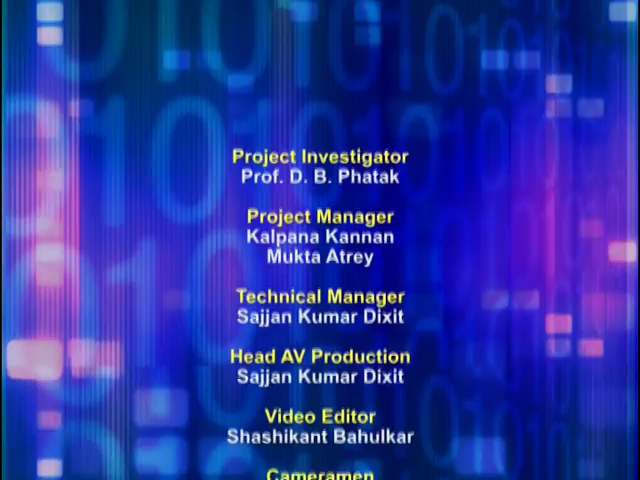 Project Investigator
Prof. D. B. Phatak
Project Manager
Kalpana Kannan
Mukta Atrey
Technical Manager
Sajjan Kumar Dixit
Head AV Production
Sajjan Kumar Dixit
Video Editor
Shashikant Bahulkar
Cameramen